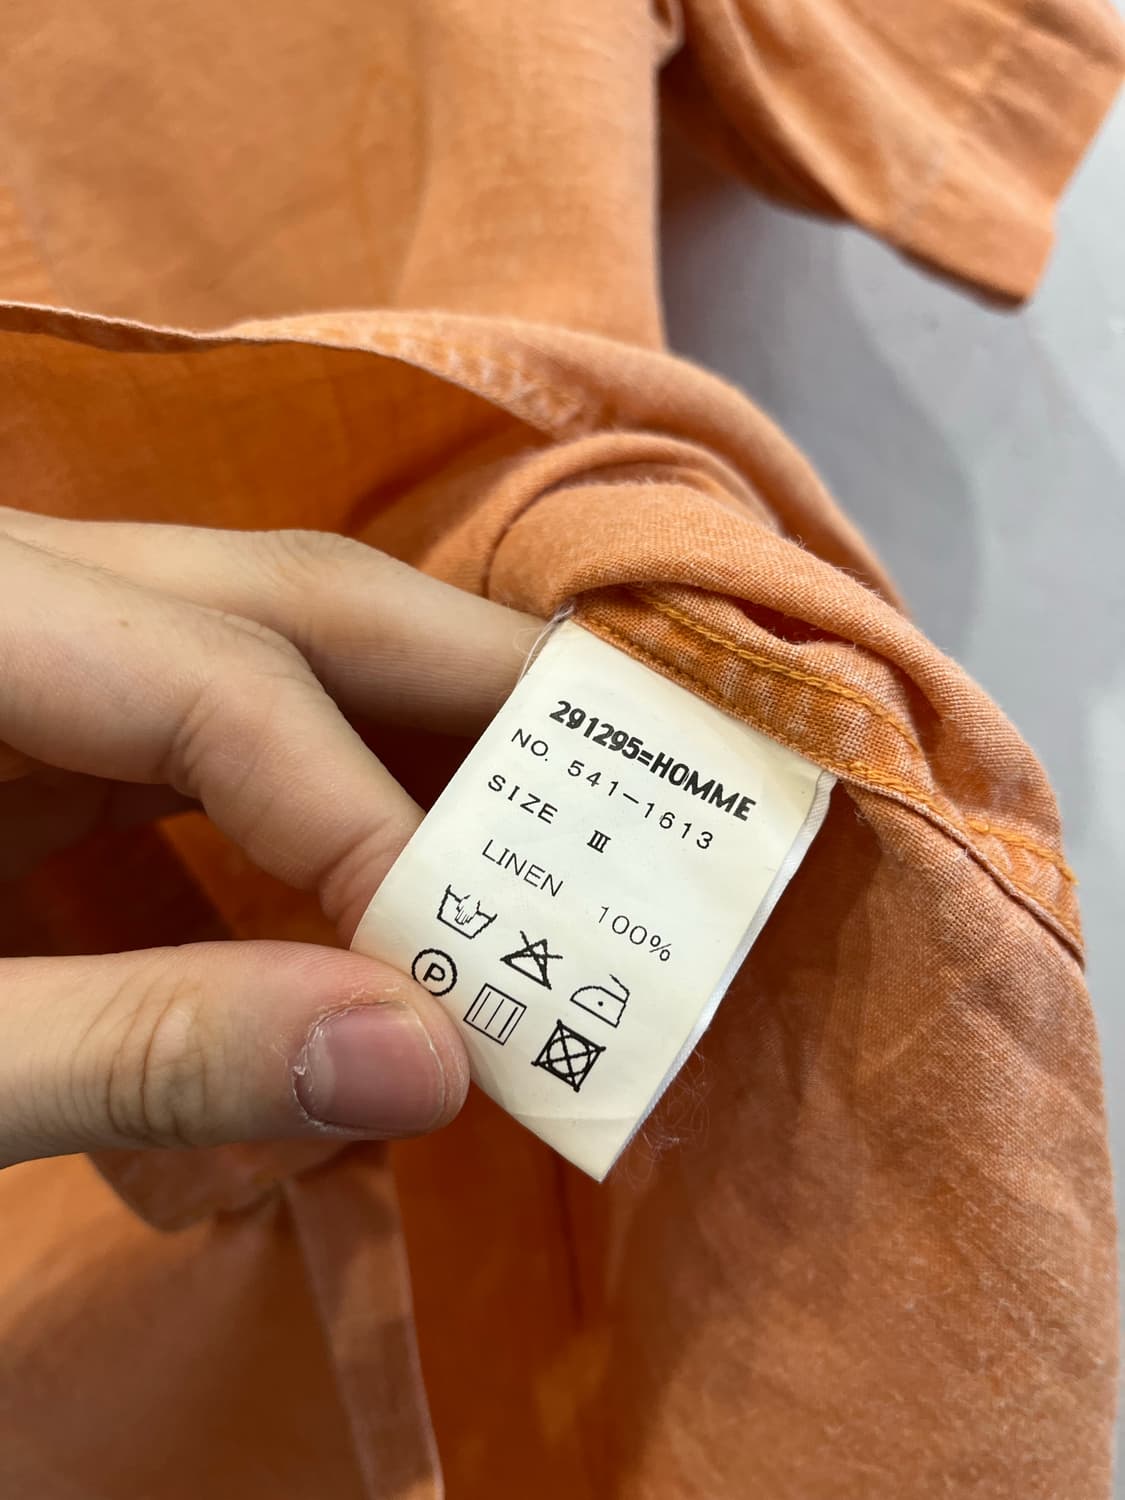 291295=HOMME
NO. 541-1613
SIZE Ⅲ
LINEN 100%
P